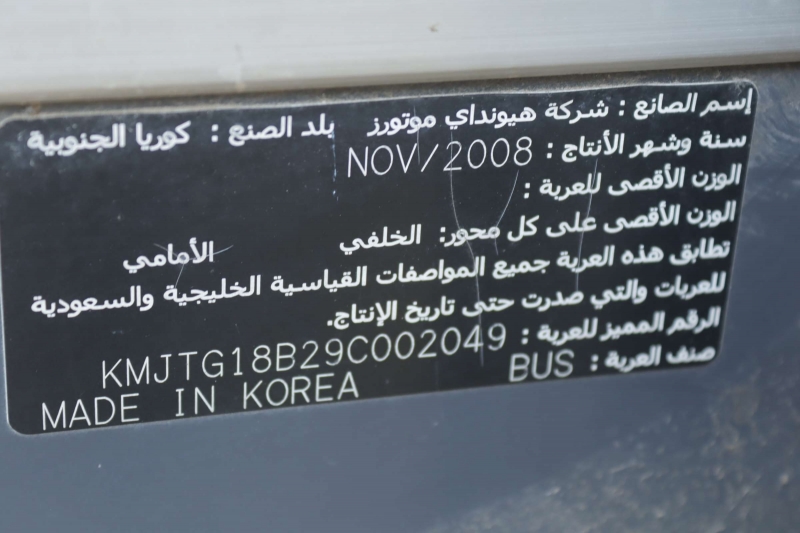 إسم الصانع : شركة هيونداي موتورز بلد الصنع : كوريا الجنوبية
سنة وشهر الأنتاج : NOV/2008
الوزن الأقصى للعربة :
الوزن الأقصى على كل محور: الخلفي الأمامي
تطابق هذه العربة جميع المواصفات القياسية الخليجية والسعودية
للعربات والتي صدرت حتى تاريخ الإنتاج.
الرقم المميز للعربة : KMJTG18B29C002049
صنف العربة : BUS
MADE IN KOREA